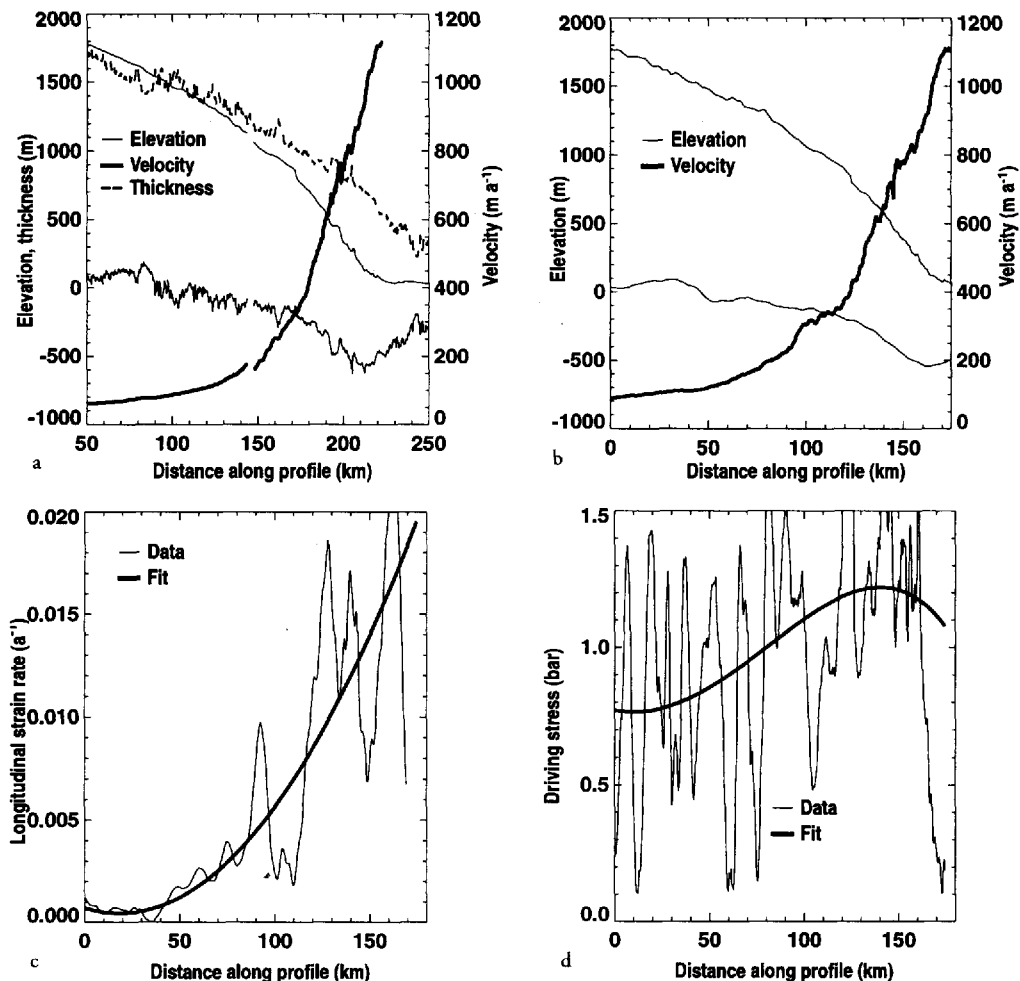 2000
1500
1000
500
0
-500
-1000
1200
1000
800
600
400
200
0
Elevation
Velocity
Thickness
Elevation, thickness (m)
Velocity (m a⁻¹)
50
100
150
200
250
Distance along profile (km)
a
2000
1500
1000
500
0
-500
-1000
1200
1000
800
600
400
200
0
Elevation
Velocity
Elevation (m)
Velocity (m a⁻¹)
0
50
100
150
Distance along profile (km)
b
0.020
0.015
0.010
0.005
0.000
Data
Fit
Longitudinal strain rate (a⁻¹)
0
50
100
150
Distance along profile (km)
c
1.5
1.0
0.5
0.0
Driving stress (bar)
Data
Fit
0
50
100
150
Distance along profile (km)
d